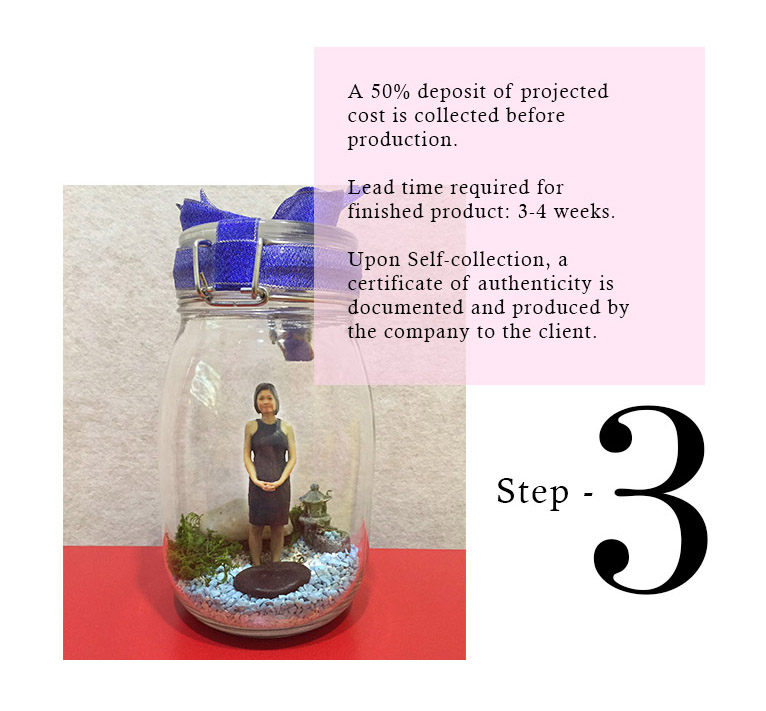 A 50% deposit of projected
cost is collected before
production.
Lead time required for
finished product: 3-4 weeks.
Upon Self-collection, a
certificate of authenticity is
documented and produced by
the company to the client.
Step - 3